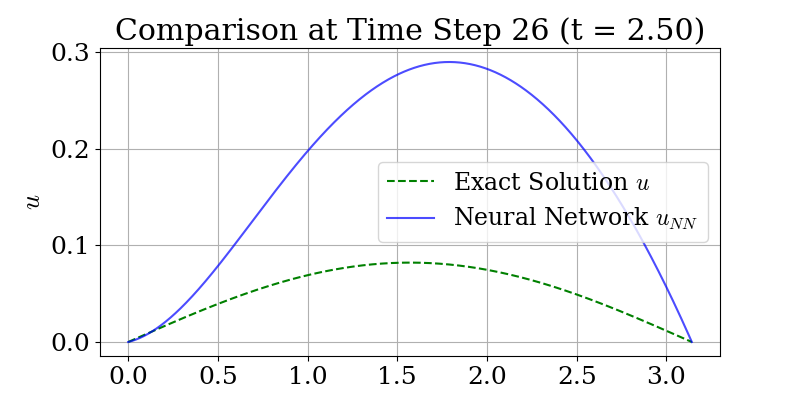 Comparison at Time Step 26 (t = 2.50)
0.3
0.2
0.1
0.0
u
Exact Solution u
Neural Network u_NN
0.0 0.5 1.0 1.5 2.0 2.5 3.0